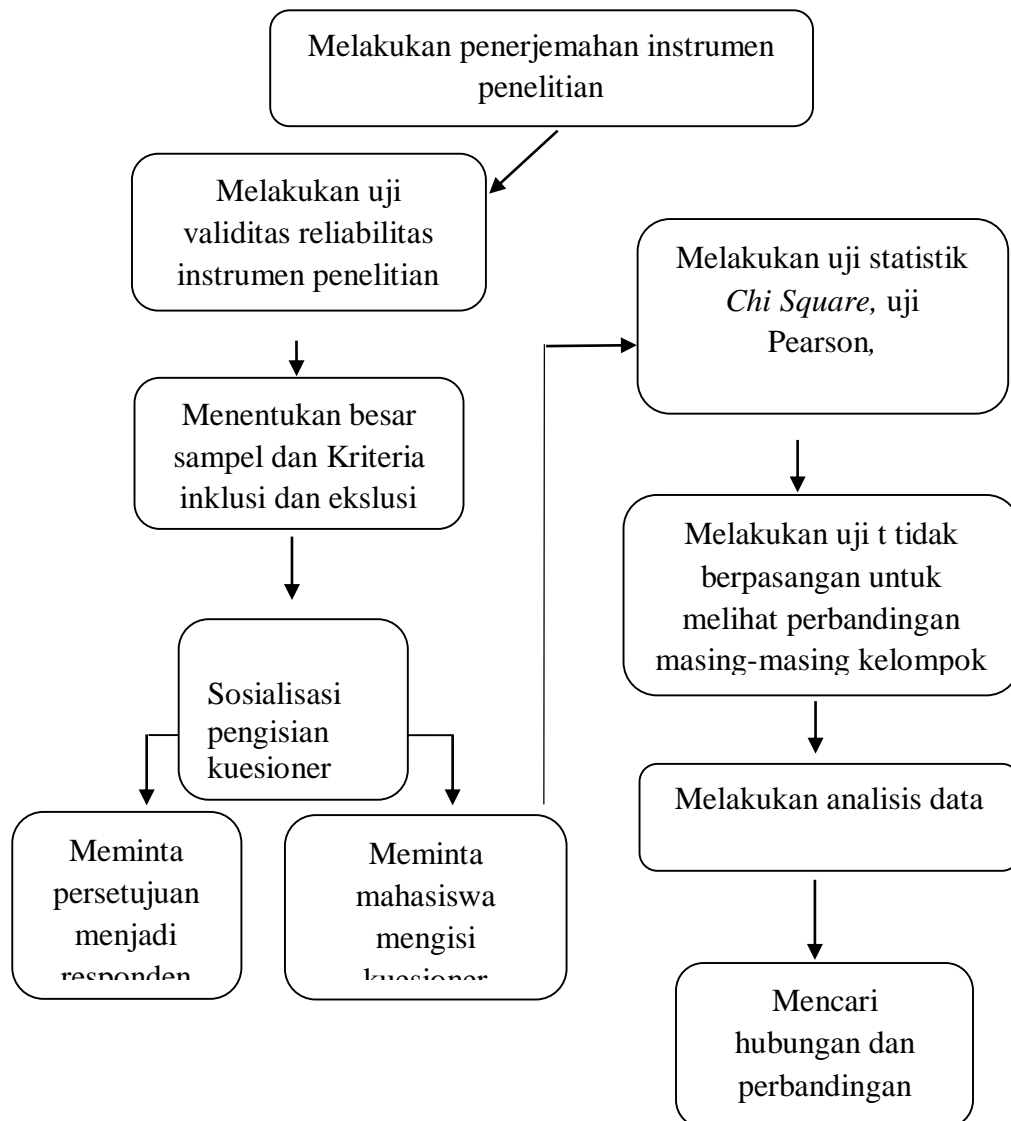 Melakukan penerjemahan instrumen
penelitian
Melakukan uji
validitas reliabilitas
instrumen penelitian
Menentukan besar
sampel dan Kriteria
inklusi dan ekslusi
Sosialisasi
pengisian
kuesioner
Meminta
persetujuan
menjadi
responden
Meminta
mahasiswa
mengisi
kuesioner
Melakukan uji statistik
Chi Square, uji
Pearson,
Melakukan uji t tidak
berpasangan untuk
melihat perbandingan
masing-masing kelompok
Melakukan analisis data
Mencari
hubungan dan
perbandingan